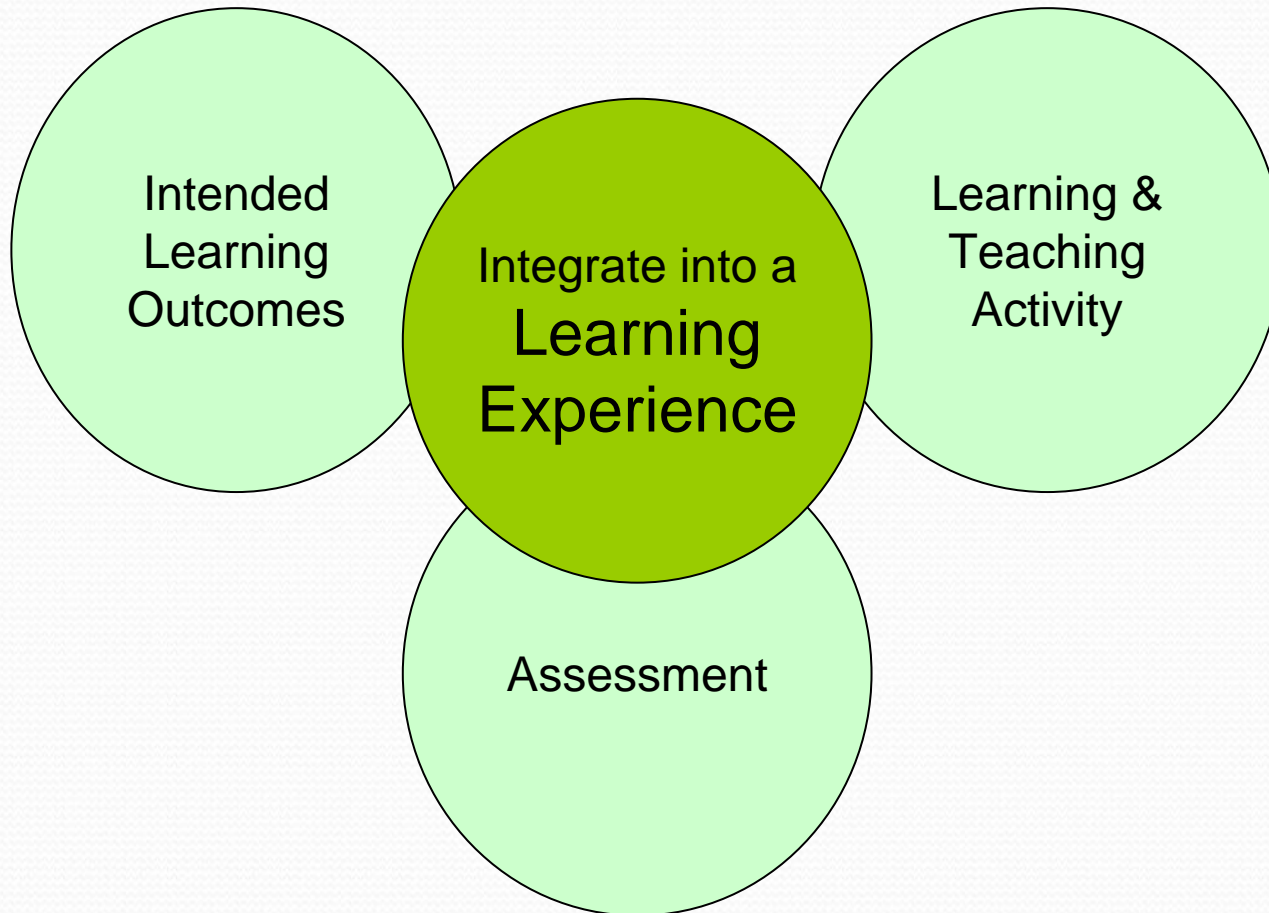 Intended
Learning
Outcomes
Integrate into a
Learning
Experience
Learning &
Teaching
Activity
Assessment